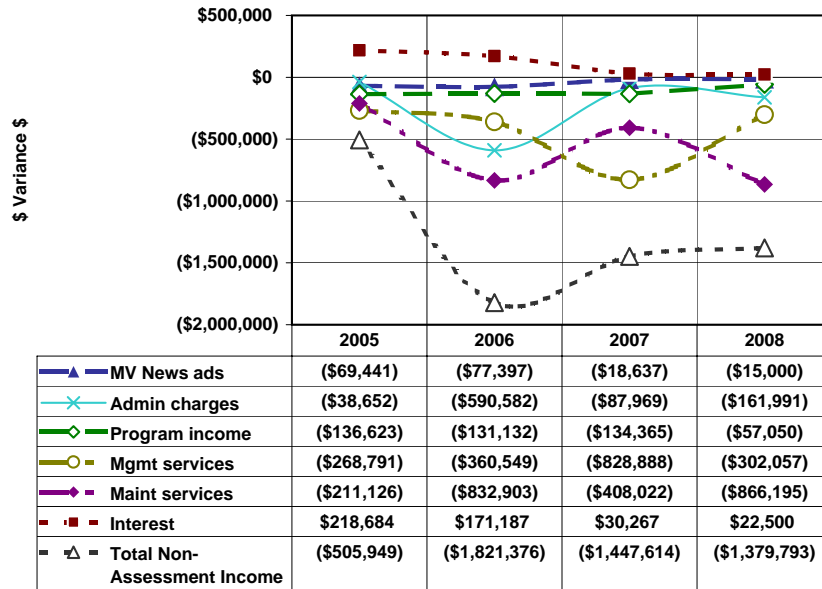 $500,000
$0
($500,000)
($1,000,000)
($1,500,000)
($2,000,000)
$ Variance $
2005 2006 2007 2008
MV News ads ($69,441) ($77,397) ($18,637) ($15,000)
Admin charges ($38,652) ($590,582) ($87,969) ($161,991)
Program income ($136,623) ($131,132) ($134,365) ($57,050)
Mgmt services ($268,791) ($360,549) ($828,888) ($302,057)
Maint services ($211,126) ($832,903) ($408,022) ($866,195)
Interest $218,684 $171,187 $30,267 $22,500
Total Non- ($505,949) ($1,821,376) ($1,447,614) ($1,379,793)
Assessment Income